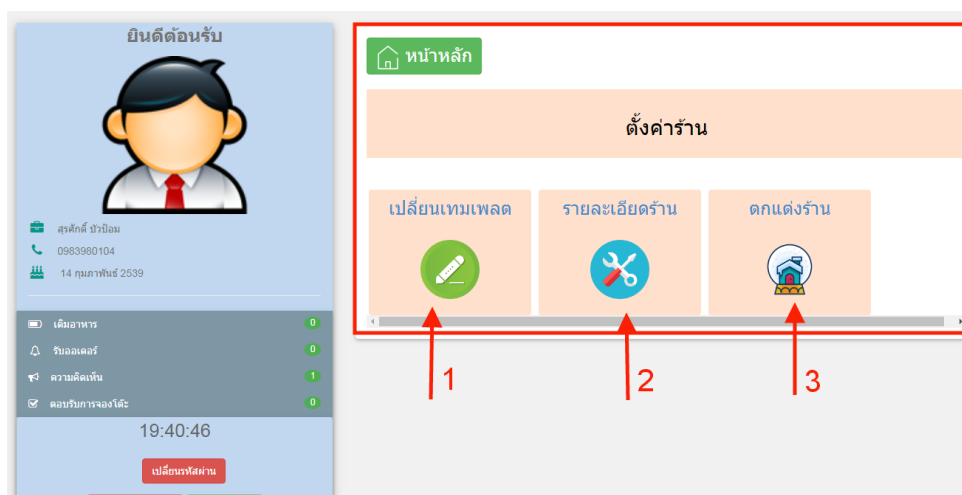 ยินดีต้อนรับ
สุรศักดิ์ บัวป้อม
0983980104
14 กุมภาพันธ์ 2539
เติมอาหาร 0
รับออเดอร์ 0
ความคิดเห็น 1
ตอบรับการจองโต๊ะ 0
19:40:46
เปลี่ยนรหัสผ่าน
หน้าหลัก
ตั้งค่าร้าน
เปลี่ยนเทมเพลต รายละเอียดร้าน ตกแต่งร้าน
1 2 3